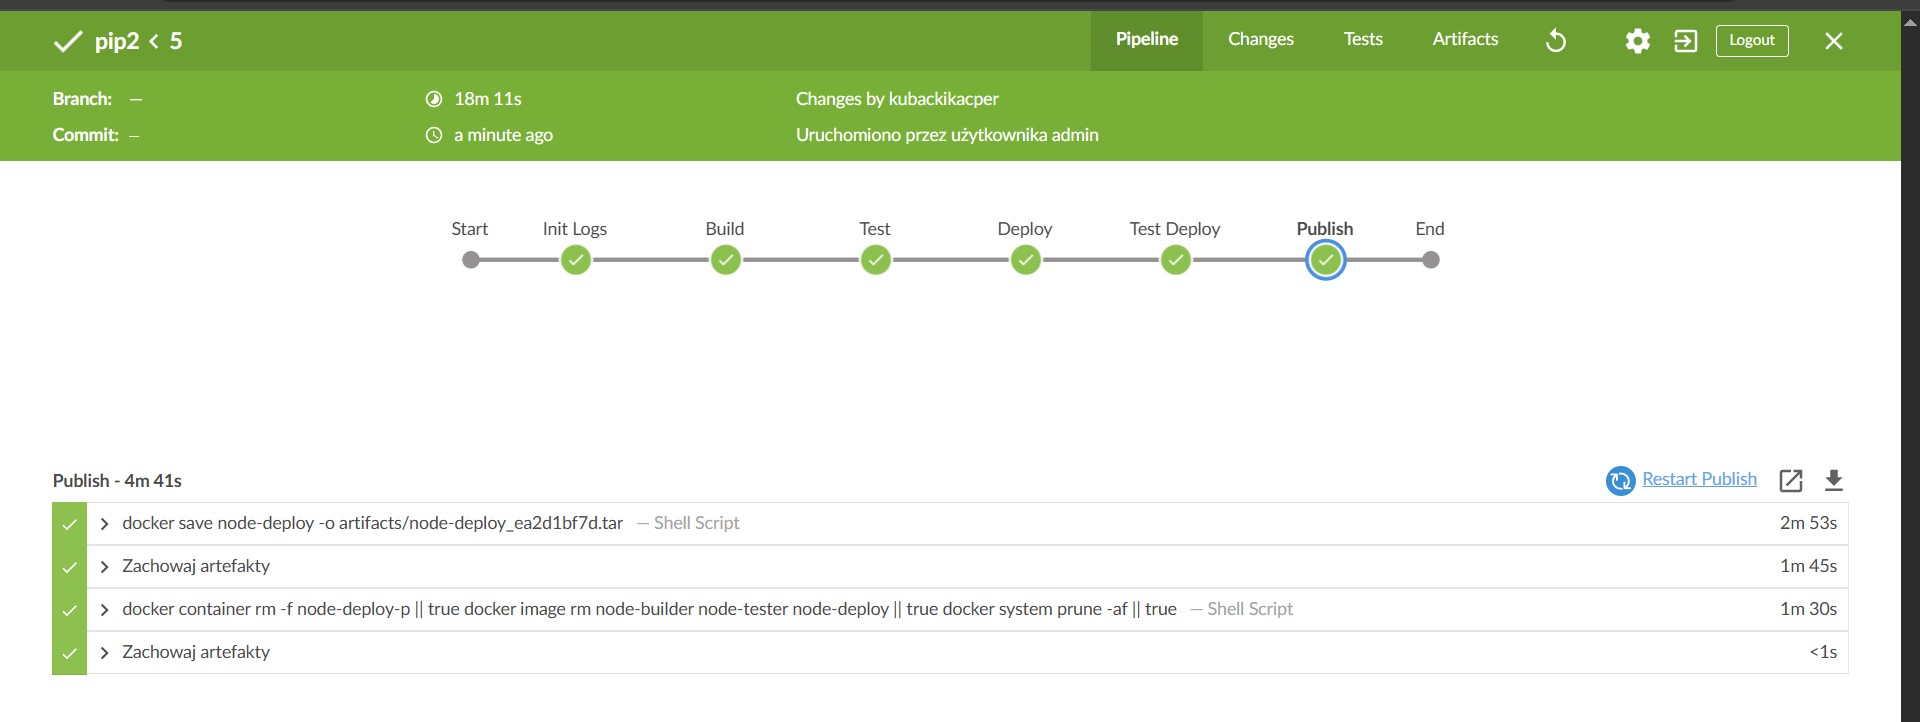 pip2 < 5
Pipeline
Changes
Tests
Artifacts
Logout
Branch: —
18m 11s
Changes by kubackikacper
Commit: —
a minute ago
Uruchomiono przez użytkownika admin
Start
Init Logs
Build
Test
Deploy
Test Deploy
Publish
End
Publish - 4m 41s
Restart Publish
docker save node-deploy -o artifacts/node-deploy_ea2d1bf7d.tar — Shell Script
2m 53s
Zachowaj artefakty
1m 45s
docker container rm -f node-deploy-p || true docker image rm node-builder node-tester node-deploy || true docker system prune -af || true — Shell Script
1m 30s
Zachowaj artefakty
<1s